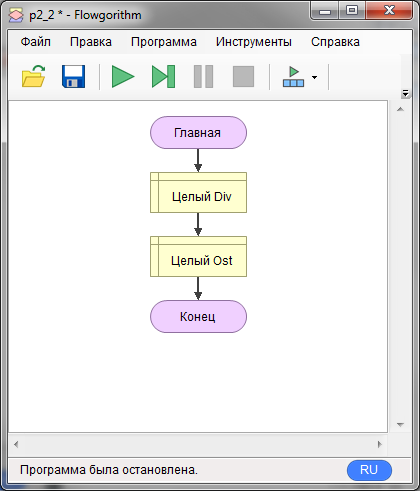 p2_2 * - Flowgorithm
Файл Правка Программа Инструменты Справка
Главная
Целый Div
Целый Ost
Конец
Программа была остановлена. RU